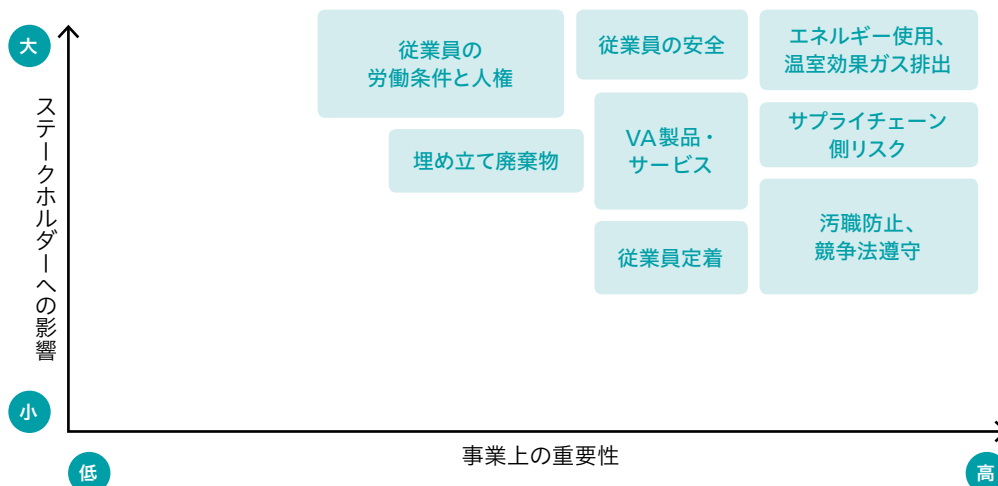 大
ステークホルダーへの影響
小
従業員の
労働条件と人権
従業員の安全
エネルギー使用、
温室効果ガス排出
埋め立て廃棄物
VA製品・
サービス
サプライチェーン
側リスク
従業員定着
汚職防止、
競争法遵守
低
事業上の重要性
高